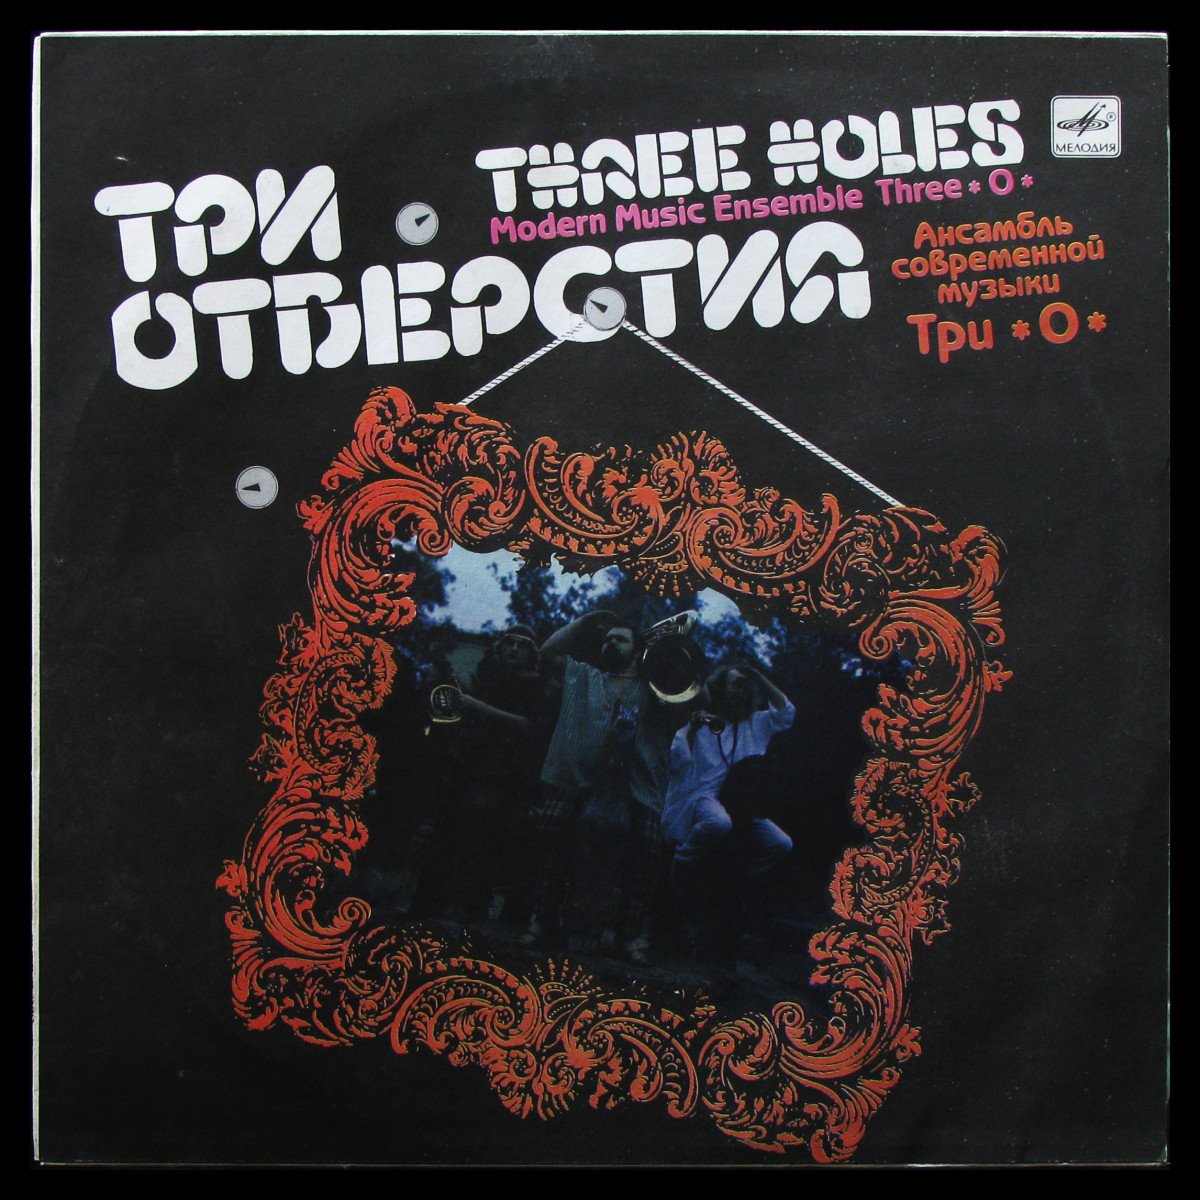 THREE HOLES
Modern Music Ensemble Three * O *
ТРИ
ОТВЕРСТИЯ
Ансамбль
современной
музыки
Три * О *
МЕЛОДИЯ
®